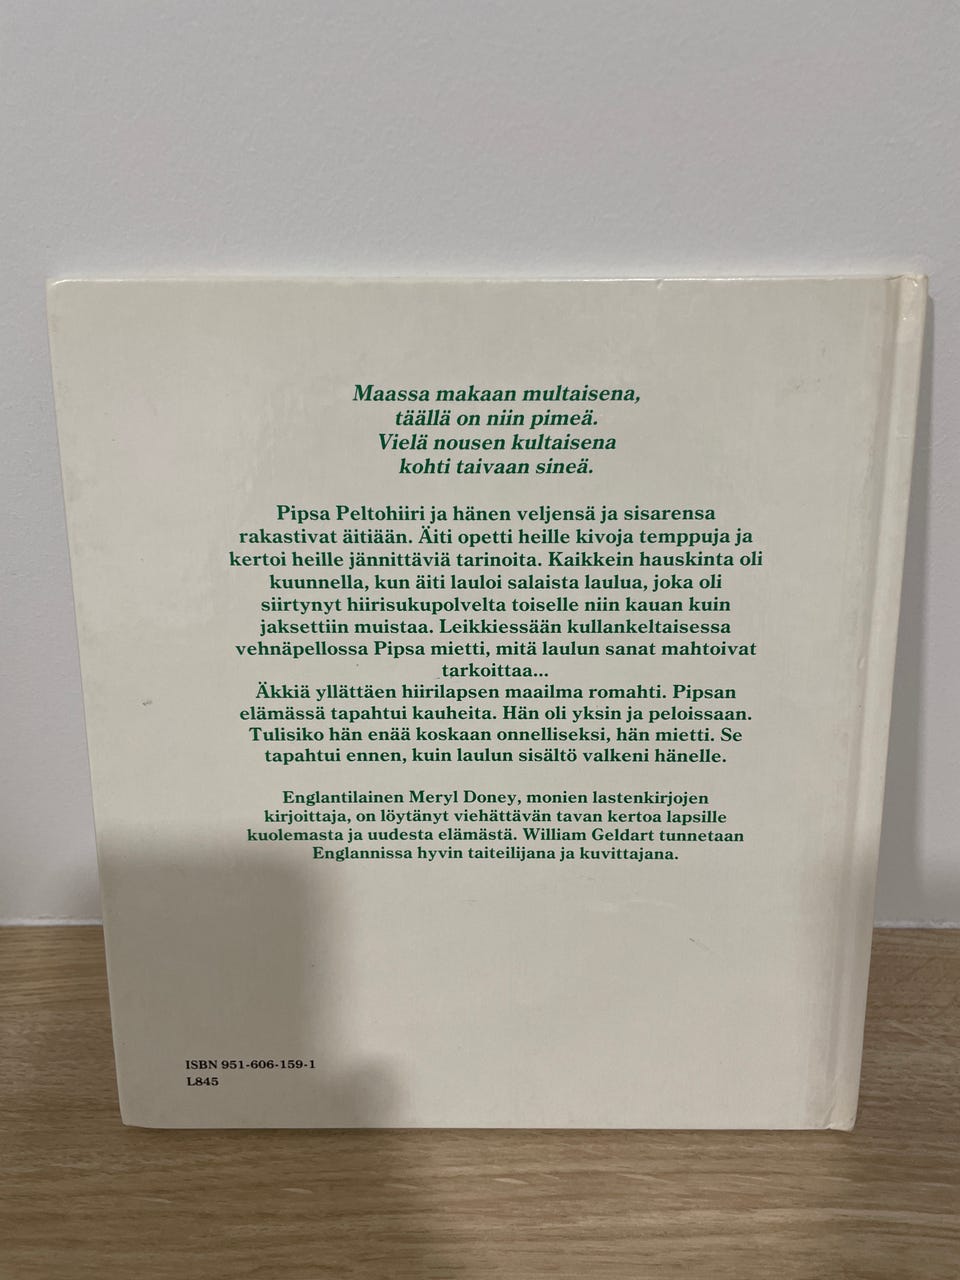 Maassa makaan multaisena,
täällä on niin pimeä.
Vielä nousen kultaisena
kohti taivaan sineä.
Pipsa Peltohiiri ja hänen veljensä ja sisarensa
rakastivat äitiään. Äiti opetti heille kivoja temppuja ja
kertoi heille jännittäviä tarinoita. Kaikkein hauskinta oli
kuunnella, kun äiti lauloi salaista laulua, joka oli
siirtynyt hiirisukupolvelta toiselle niin kauan kuin
jaksettiin muistaa. Leikkiessään kullankeltaisessa
vehnäpellossa Pipsa mietti, mitä laulun sanat mahtoivat
tarkoittaa...
Äkkiä yllättäen hiirilapsen maailma romahti. Pipsan
elämässä tapahtui kauheita. Hän oli yksin ja peloissaan.
Tulisiko hän enää koskaan onnelliseksi, hän mietti. Se
tapahtui ennen, kuin laulun sisältö valkeni hänelle.
Englantilainen Meryl Doney, monien lastenkirjojen
kirjoittaja, on löytänyt viehättävän tavan kertoa lapsille
kuolemasta ja uudesta elämästä. William Geldart tunnetaan
Englannissa hyvin taiteilijana ja kuvittajana.
ISBN 951-606-159-1
L845